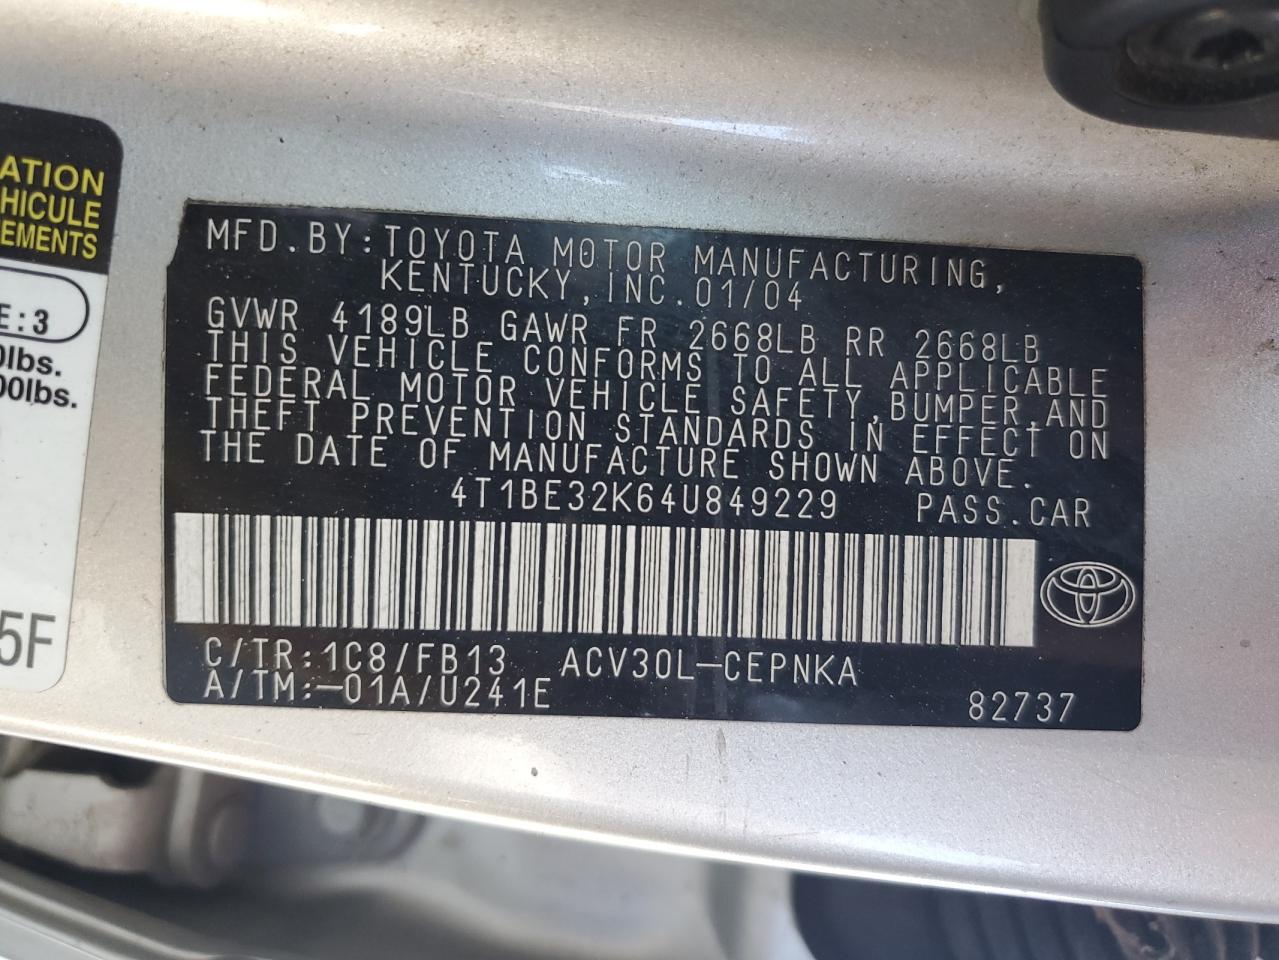 ATION
HICULE
EMENTS
E:3
0lbs.
00lbs.
5F
MFD.BY:TOYOTA MOTOR MANUFACTURING,
KENTUCKY,INC.01/04
GVWR 4189LB GAWR FR 2668LB RR 2668LB
THIS VEHICLE CONFORMS TO ALL APPLICABLE
FEDERAL MOTOR VEHICLE SAFETY,BUMPER,AND
THEFT PREVENTION STANDARDS IN EFFECT ON
THE DATE OF MANUFACTURE SHOWN ABOVE.
4T1BE32K64U849229 PASS.CAR
C/TR:1C8/FB13 ACV30L-CEPNKA
A/TM:-01A/U241E 82737